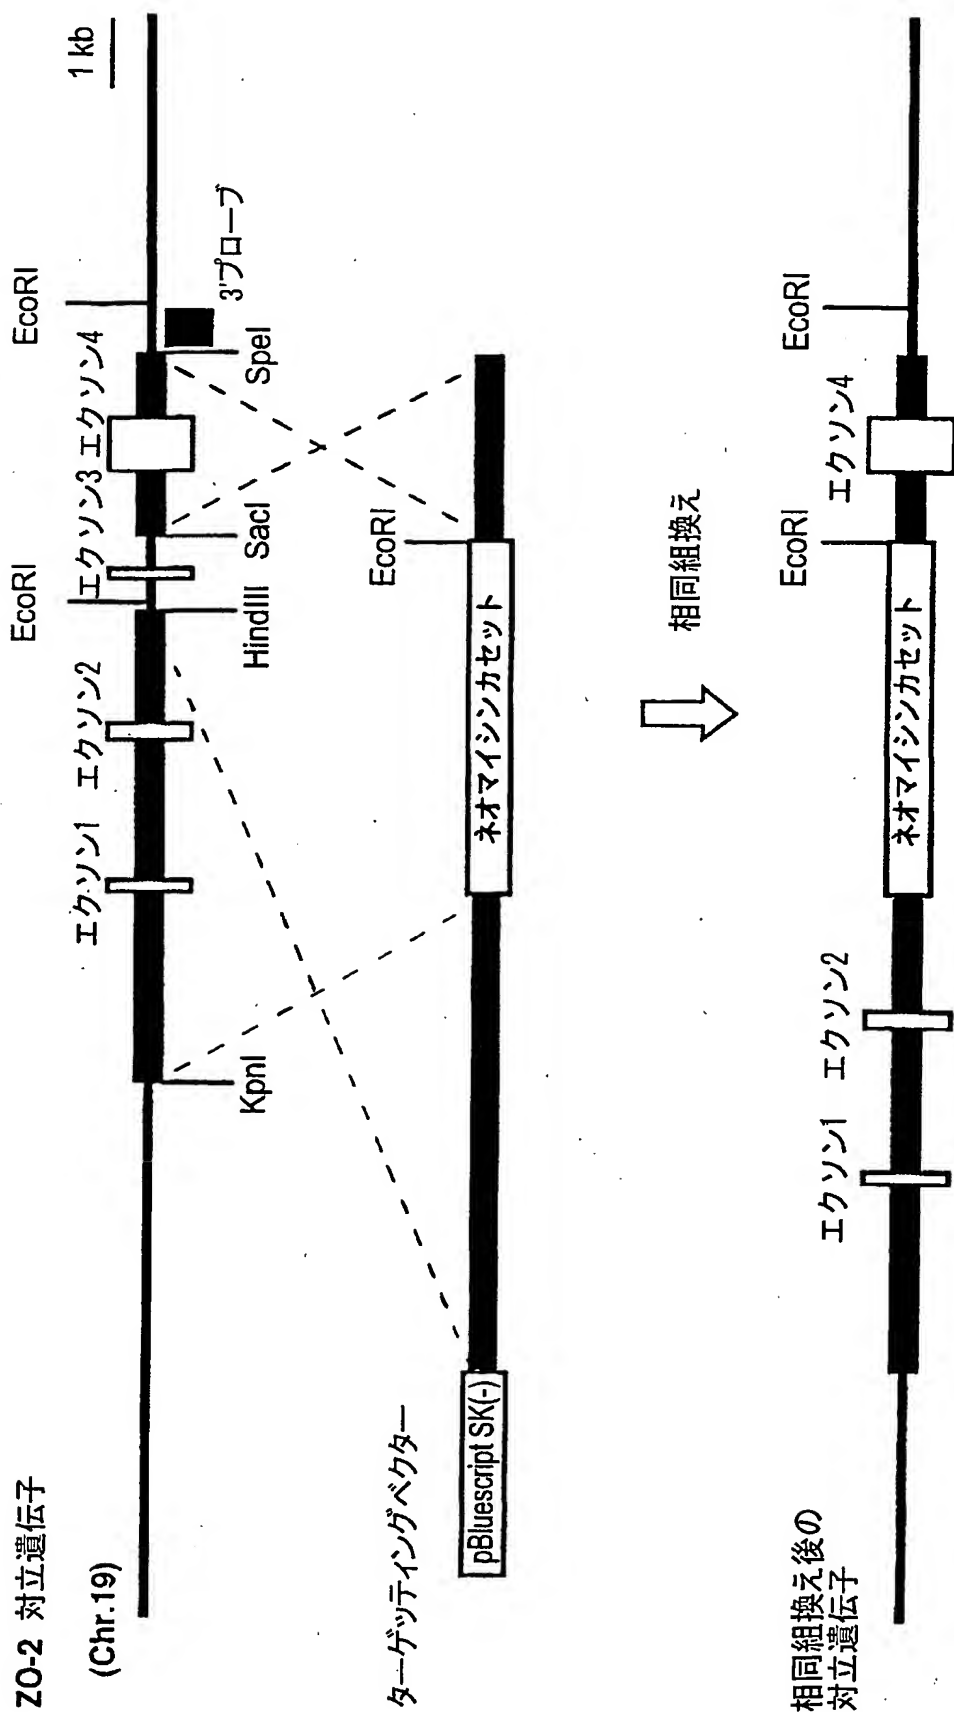 ZO-2 対立遺伝子
(Chr.19)
1 kb
EcoRI
EcoRI
エクソン1
エクソン2
エクソン3
エクソン4
KpnI
HindIII
SacI
SpeI
3'プローブ
ターゲッティングベクター
EcoRI
pBluescript SK(-)
ネオマイシンカセット
相同組換え
相同組換え後の
対立遺伝子
EcoRI
EcoRI
エクソン1
エクソン2
エクソン4
ネオマイシンカセット